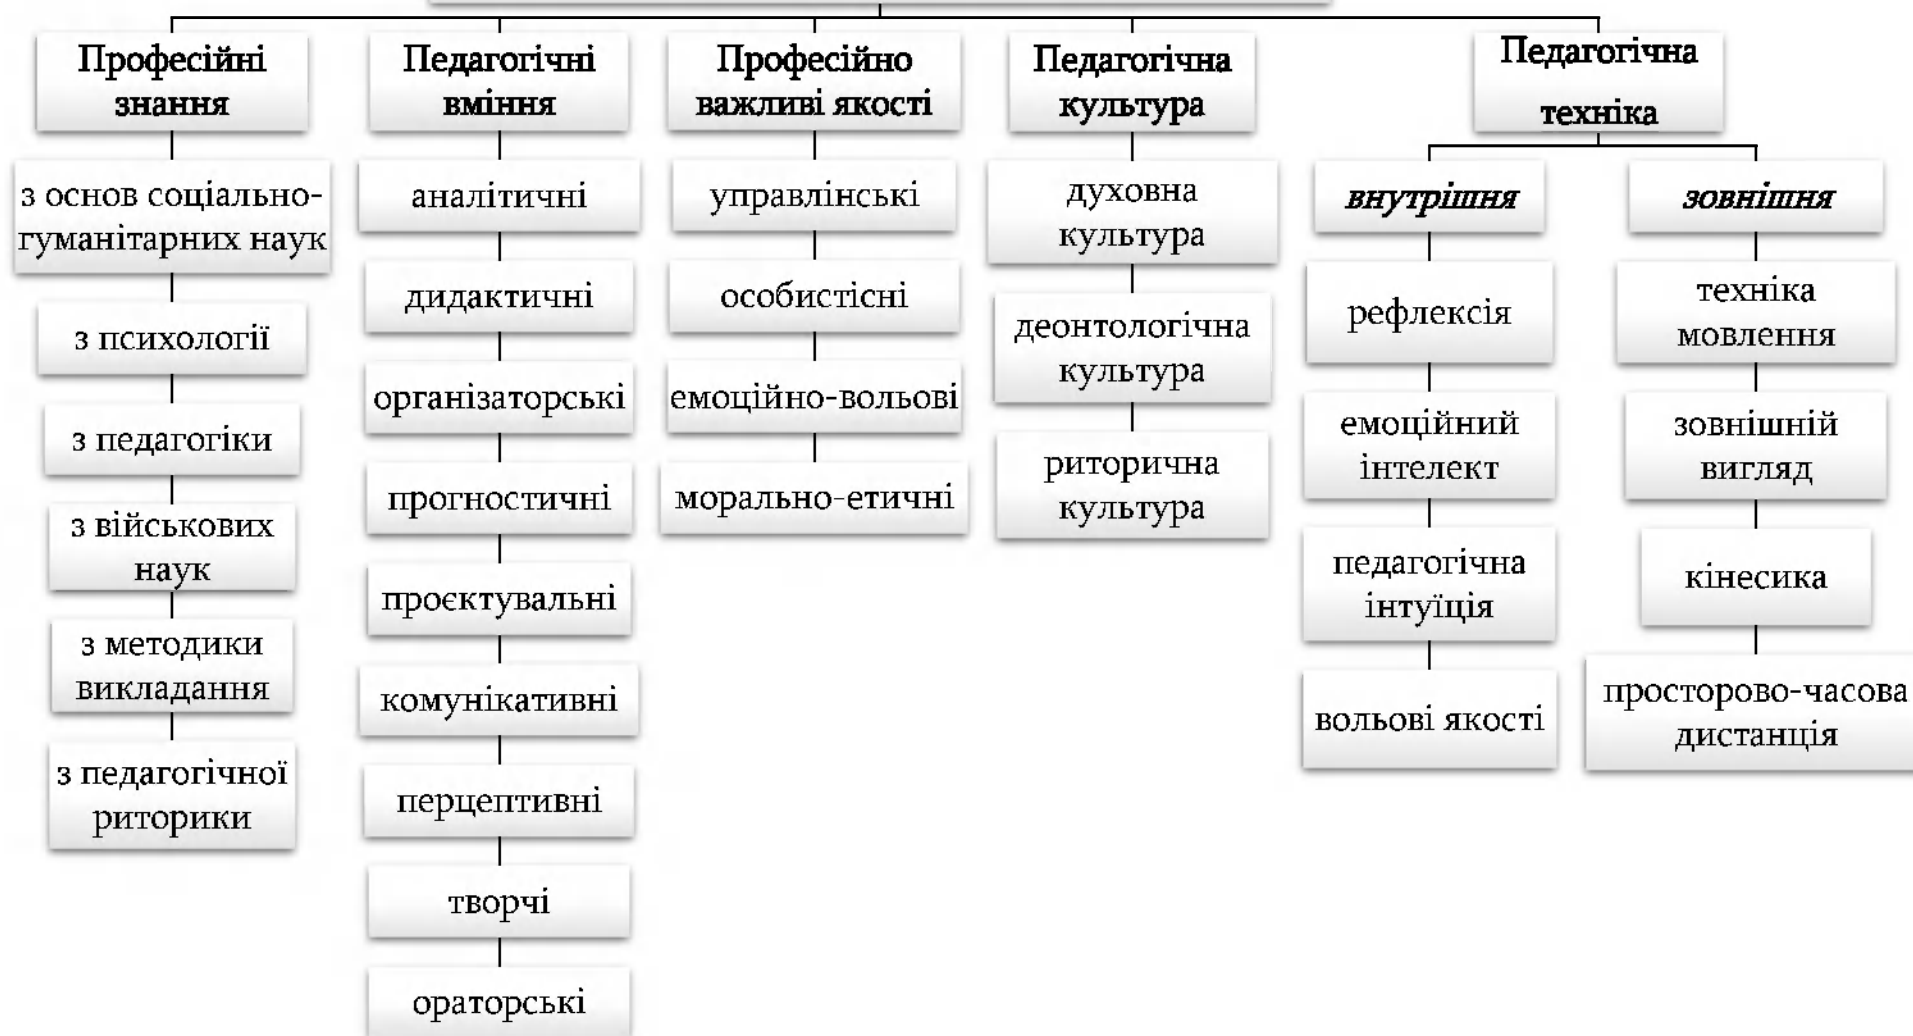 Професійні
знання
з основ соціально-
гуманітарних наук
з психології
з педагогіки
з військових
наук
з методики
викладання
з педагогічної
риторики
Педагогічні
вміння
аналітичні
дидактичні
організаторські
прогностичні
проєктувальні
комунікативні
перцептивні
творчі
ораторські
Професійно
важливі якості
управлінські
особистісні
емоційно-вольові
морально-етичні
Педагогічна
культура
духовна
культура
деонтологічна
культура
риторична
культура
Педагогічна
техніка
внутрішня
рефлексія
емоційний
інтелект
педагогічна
інтуїція
вольові якості
зовнішня
техніка
мовлення
зовнішній
вигляд
кінесика
просторово-часова
дистанція